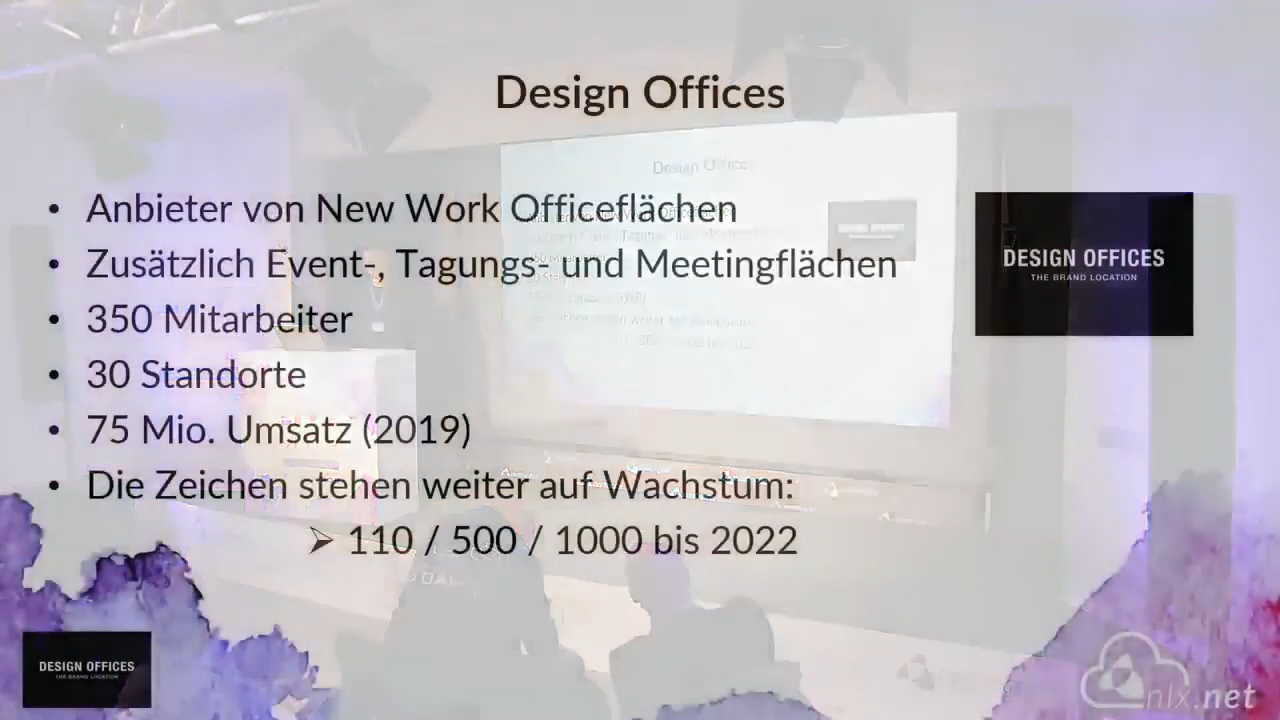 Design Offices
• Anbieter von New Work Officeflächen
• Zusätzlich Event-, Tagungs- und Meetingflächen
• 350 Mitarbeiter
• 30 Standorte
• 75 Mio. Umsatz (2019)
• Die Zeichen stehen weiter auf Wachstum:
➢ 110 / 500 / 1000 bis 2022
DESIGN OFFICES
THE BRAND LOCATION
Design Office
DESIGN OFFICES
THE BRAND LOCATION
nlx.net